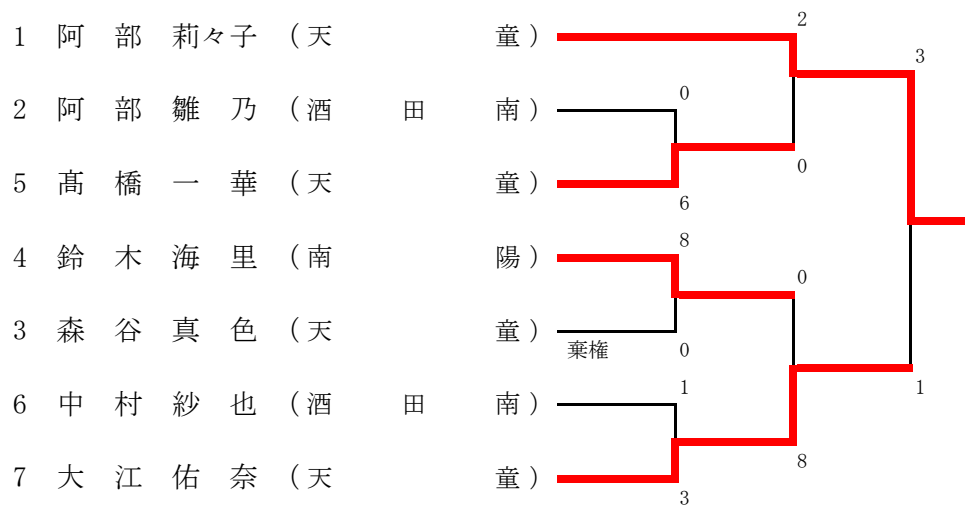 2
1 阿部莉々子 (天童)
3
0
2 阿部雛乃 (酒田南)
0
5 髙橋一華 (天童)
6
8
4 鈴木海里 (南陽)
0
3 森谷真色 (天童)
棄権
0
1
1
6 中村紗也 (酒田南)
8
7 大江佑奈 (天童)
3